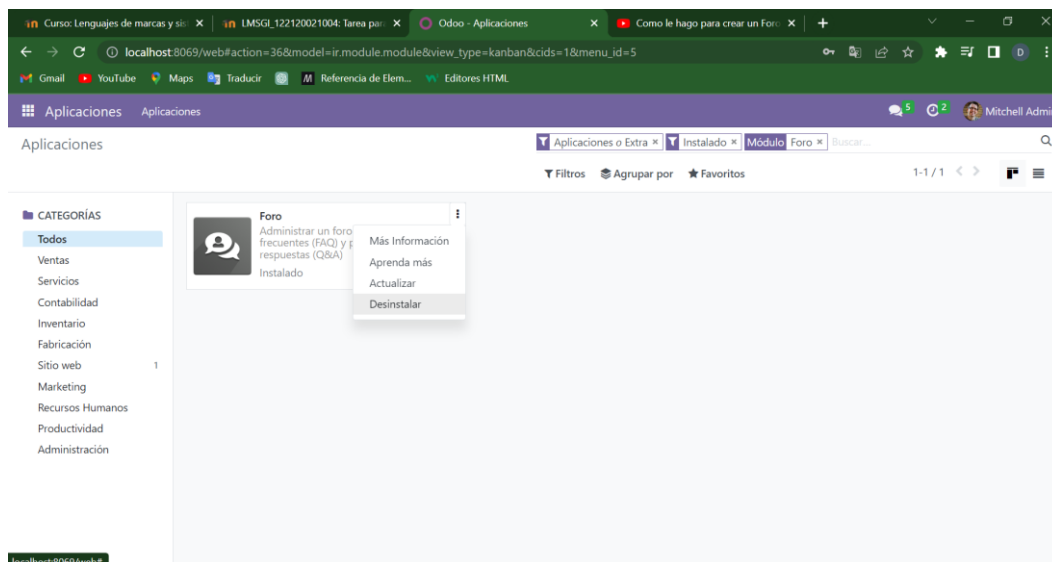 Curso: Lenguajes de marcas y sis
LMSGI_122120021004: Tarea para
Odoo - Aplicaciones
Como le hago para crear un Foro
localhost:8069/web#action=36&model=ir.module.module&view_type=kanban&cids=1&menu_id=5
Gmail YouTube Maps Traducir Referencia de Elem... Editores HTML
Aplicaciones Aplicaciones 5 2 Mitchell Admi
Aplicaciones
Aplicaciones o Extra × Instalado × Módulo Foro × Buscar...
Filtros Agrupar por Favoritos 1-1 / 1
CATEGORÍAS
Todos
Ventas
Servicios
Contabilidad
Inventario
Fabricación
Sitio web 1
Marketing
Recursos Humanos
Productividad
Administración
Foro
Administrar un foro
frecuentes (FAQ) y p
respuestas (Q&A)
Instalado
Más Información
Aprenda más
Actualizar
Desinstalar
localhost:8069/web#